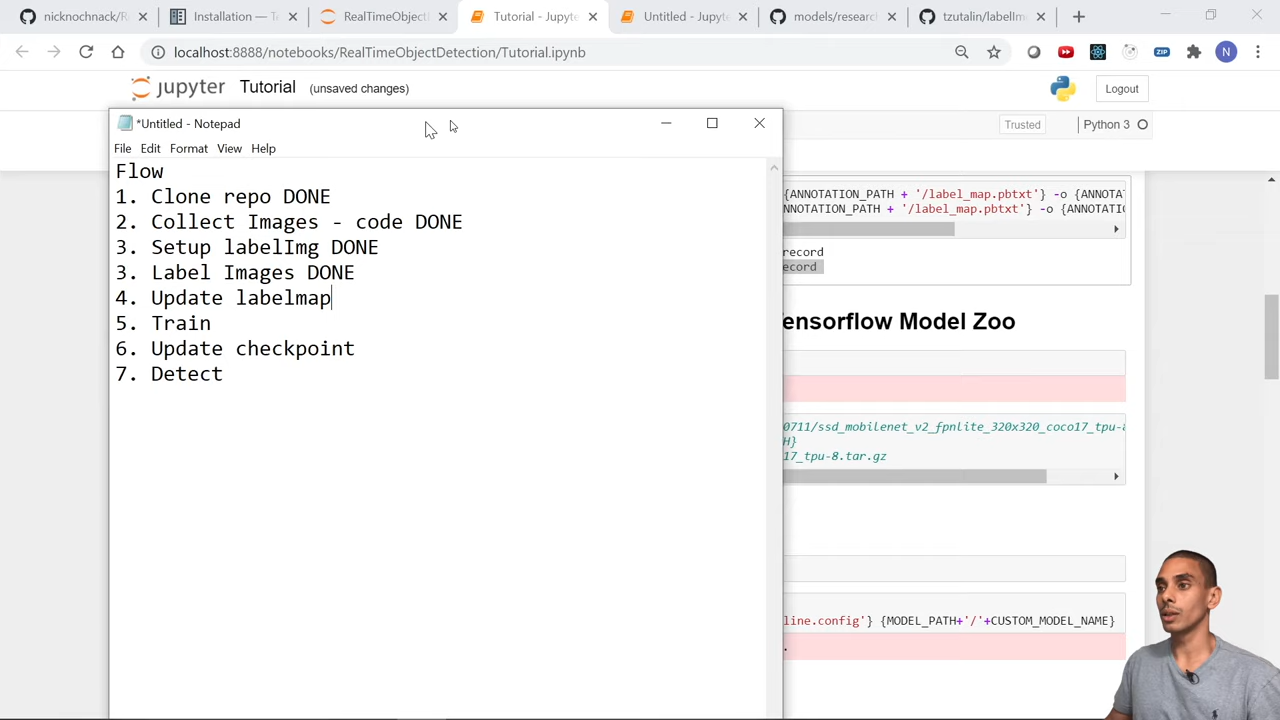 nicknochnack/R
Installation — T
RealTimeObject
Tutorial - Jupyte
Untitled - Jupyte
models/research
tzutalin/labelIm
localhost:8888/notebooks/RealTimeObjectDetection/Tutorial.ipynb
ZIP
N
jupyter Tutorial (unsaved changes)
Logout
Trusted
Python 3
*Untitled - Notepad
File Edit Format View Help
Flow
1. Clone repo DONE
2. Collect Images - code DONE
3. Setup labelImg DONE
3. Label Images DONE
4. Update labelmap
5. Train
6. Update checkpoint
7. Detect
{ANNOTATION_PATH + '/label_map.pbtxt'} -o {ANNOTA
NNOTATION_PATH + '/label_map.pbtxt'} -o {ANNOTATI
record
ecord
ensorflow Model Zoo
0711/ssd_mobilenet_v2_fpnlite_320x320_coco17_tpu-
H}
17_tpu-8.tar.gz
line.config'} {MODEL_PATH+'/'+CUSTOM_MODEL_NAME}
.